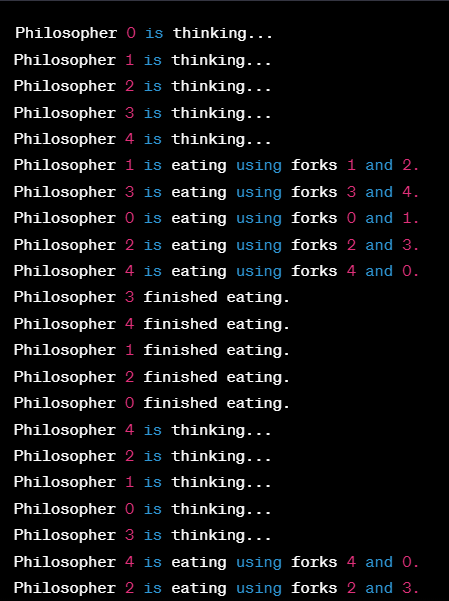 Philosopher 0 is thinking...
Philosopher 1 is thinking...
Philosopher 2 is thinking...
Philosopher 3 is thinking...
Philosopher 4 is thinking...
Philosopher 1 is eating using forks 1 and 2.
Philosopher 3 is eating using forks 3 and 4.
Philosopher 0 is eating using forks 0 and 1.
Philosopher 2 is eating using forks 2 and 3.
Philosopher 4 is eating using forks 4 and 0.
Philosopher 3 finished eating.
Philosopher 4 finished eating.
Philosopher 1 finished eating.
Philosopher 2 finished eating.
Philosopher 0 finished eating.
Philosopher 4 is thinking...
Philosopher 2 is thinking...
Philosopher 1 is thinking...
Philosopher 0 is thinking...
Philosopher 3 is thinking...
Philosopher 4 is eating using forks 4 and 0.
Philosopher 2 is eating using forks 2 and 3.